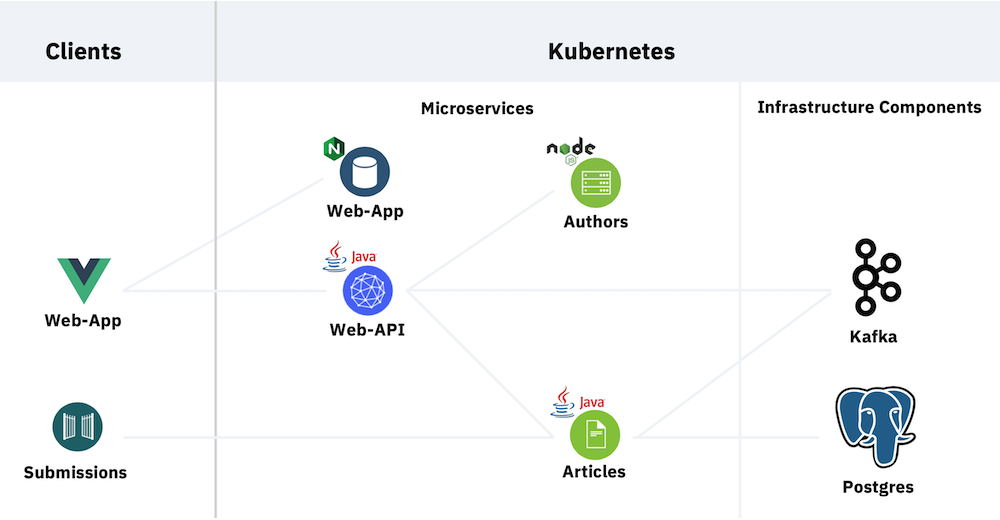 Clients
Kubernetes
Microservices
Infrastructure Components
N
node
JS
Web-App
Authors
Java
Web-API
Web-App
Kafka
Java
Submissions
Articles
Postgres